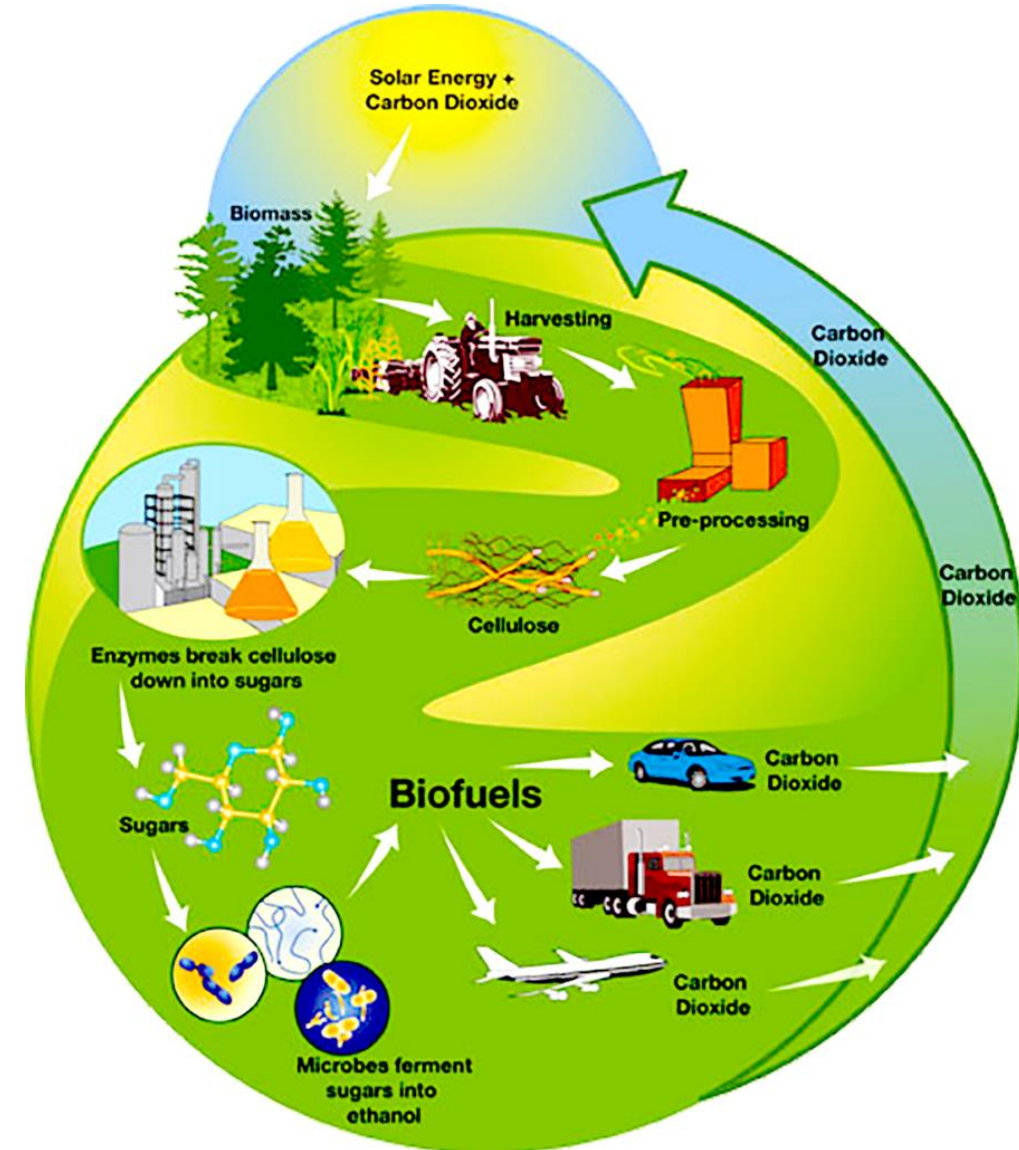 Solar Energy +
Carbon Dioxide
Biomass
Harvesting
Carbon
Dioxide
Pre-processing
Carbon
Dioxide
Cellulose
Enzymes break cellulose
down into sugars
Sugars
Biofuels
Carbon
Dioxide
Carbon
Dioxide
Carbon
Dioxide
Microbes ferment
sugars into
ethanol